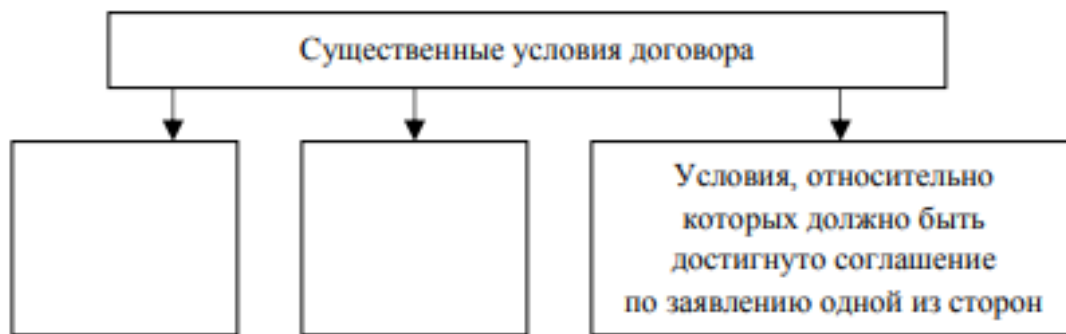 Существенные условия договора
Условия, относительно
которых должно быть
достигнуто соглашение
по заявлению одной из сторон